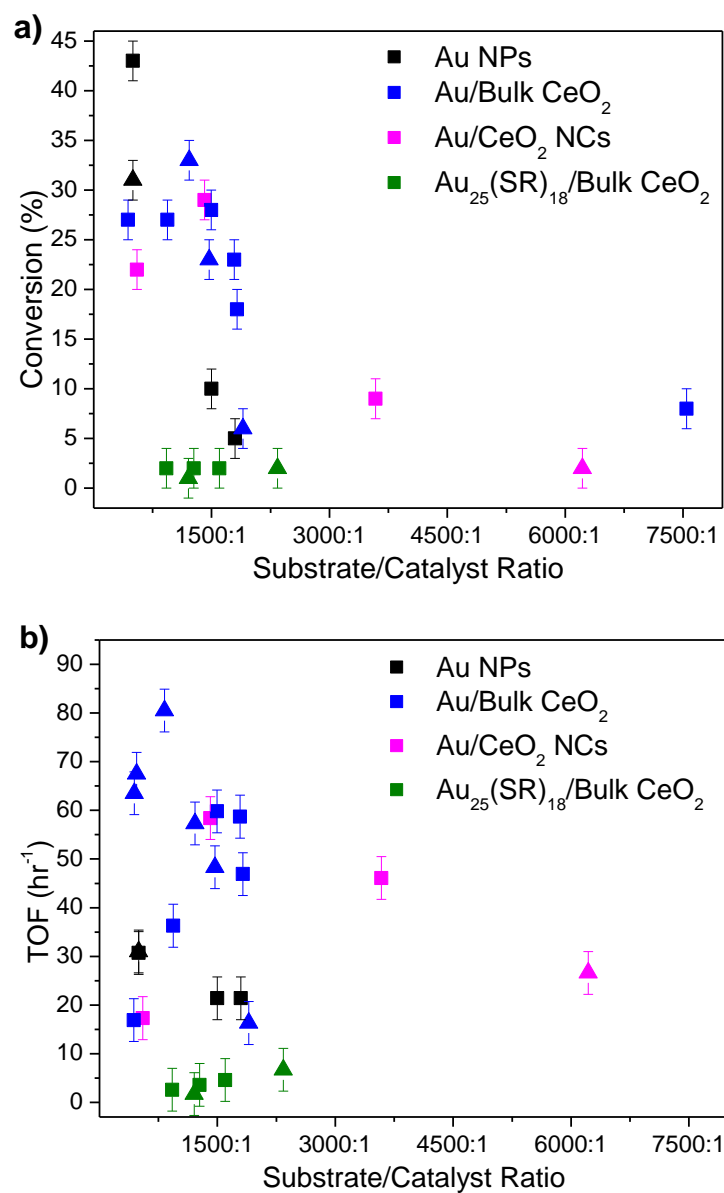 a)
45
40
35
30
25
20
15
10
5
0
Conversion (%)
Au NPs
Au/Bulk CeO₂
Au/CeO₂ NCs
Au₂₅(SR)₁₈/Bulk CeO₂
1500:1 3000:1 4500:1 6000:1 7500:1
Substrate/Catalyst Ratio
b)
90
80
70
60
50
40
30
20
10
0
TOF (hr⁻¹)
Au NPs
Au/Bulk CeO₂
Au/CeO₂ NCs
Au₂₅(SR)₁₈/Bulk CeO₂
1500:1 3000:1 4500:1 6000:1 7500:1
Substrate/Catalyst Ratio